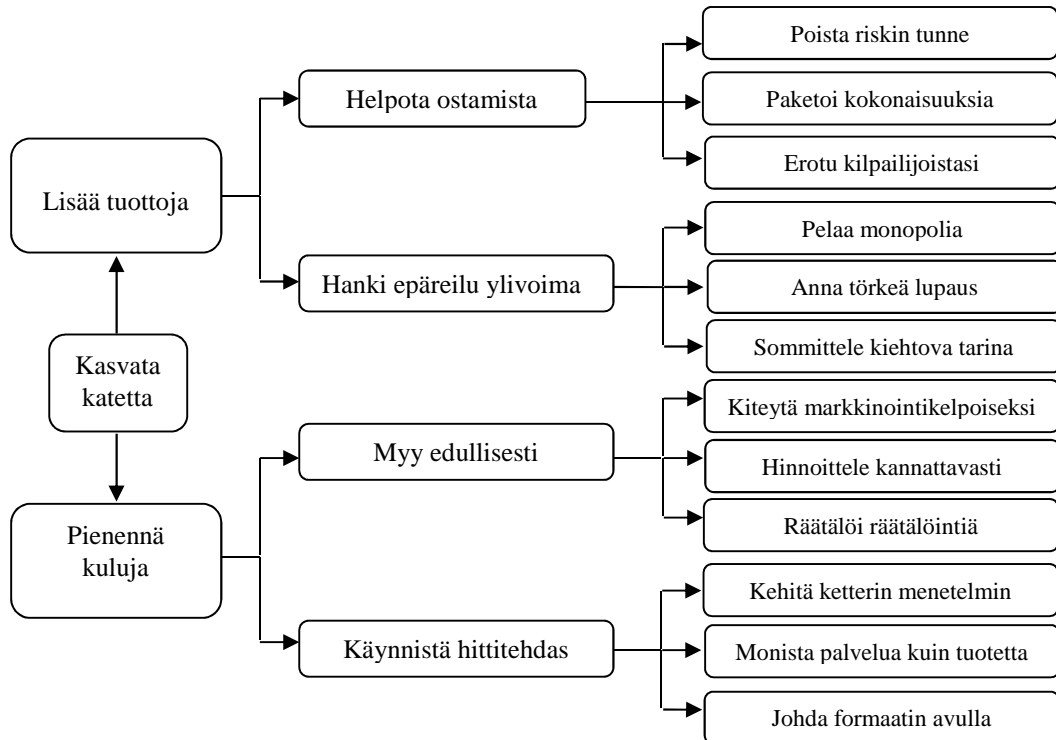 Kasvata
katetta
Lisää tuottoja
Helpota ostamista
Poista riskin tunne
Paketoi kokonaisuuksia
Erotu kilpailijoistasi
Hanki epäreilu ylivoima
Pelaa monopolia
Anna törkeä lupaus
Sommittele kiehtova tarina
Pienennä
kuluja
Myy edullisesti
Kiteytä markkinointikelpoiseksi
Hinnoittele kannattavasti
Räätälöi räätälöintiä
Käynnistä hittitehdas
Kehitä ketterin menetelmin
Monista palvelua kuin tuotetta
Johda formaatin avulla